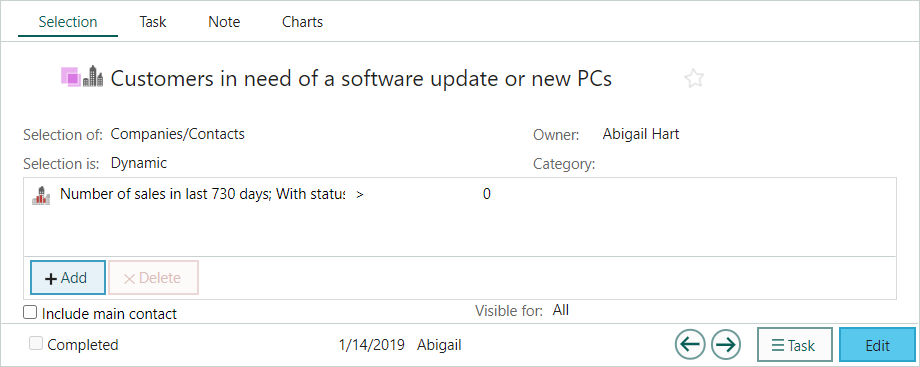 Selection Task Note Charts
Customers in need of a software update or new PCs
Selection of: Companies/Contacts Owner: Abigail Hart
Selection is: Dynamic Category:
Number of sales in last 730 days; With status > 0
+ Add × Delete
Include main contact Visible for: All
Completed 1/14/2019 Abigail Task Edit